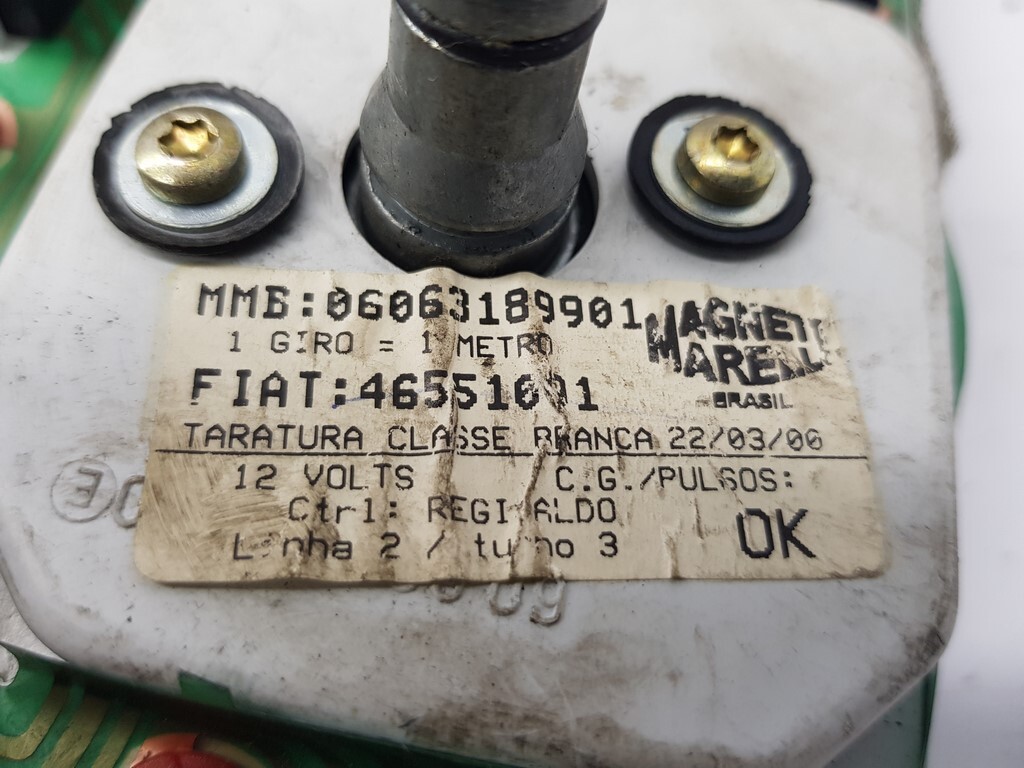 MMB:06063189901
1 GIRO = 1 METRO
MAGNETI
MARELLI
BRASIL
FIAT:46551091
TARATURA CLASSE BRANCA 22/03/06
12 VOLTS C.G./PULSOS:
Ctrl: REGINALDO OK
Linha 2 / turno 3
E